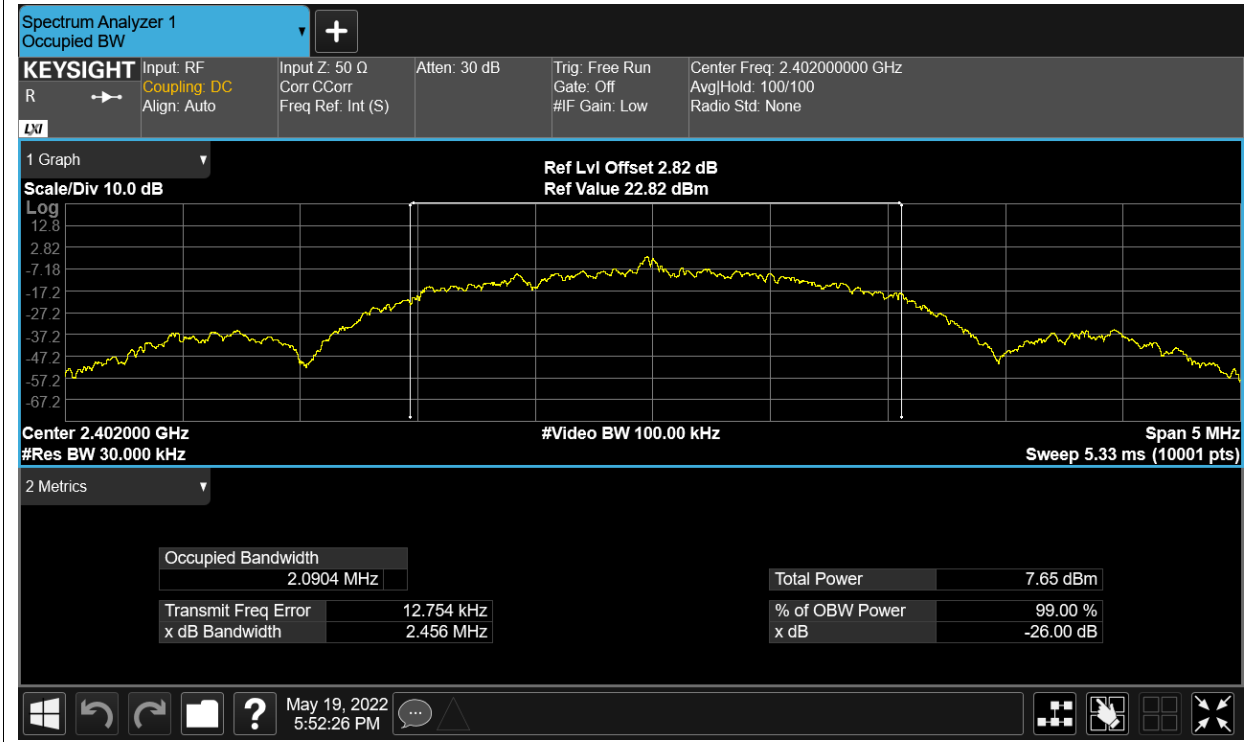 Spectrum Analyzer 1
Occupied BW
KEYSIGHT
R
LXI
Input: RF
Coupling: DC
Align: Auto
Input Z: 50 Ω
Corr CCorr
Freq Ref: Int (S)
Atten: 30 dB
Trig: Free Run
Gate: Off
#IF Gain: Low
Center Freq: 2.402000000 GHz
Avg|Hold: 100/100
Radio Std: None
1 Graph
Scale/Div 10.0 dB
Ref Lvl Offset 2.82 dB
Ref Value 22.82 dBm
Log
12.8
2.82
-7.18
-17.2
-27.2
-37.2
-47.2
-57.2
-67.2
Center 2.402000 GHz
#Video BW 100.00 kHz
Span 5 MHz
#Res BW 30.000 kHz
Sweep 5.33 ms (10001 pts)
2 Metrics
Occupied Bandwidth
2.0904 MHz
Total Power 7.65 dBm
Transmit Freq Error 12.754 kHz
% of OBW Power 99.00 %
x dB Bandwidth 2.456 MHz
x dB -26.00 dB
?
May 19, 2022
5:52:26 PM